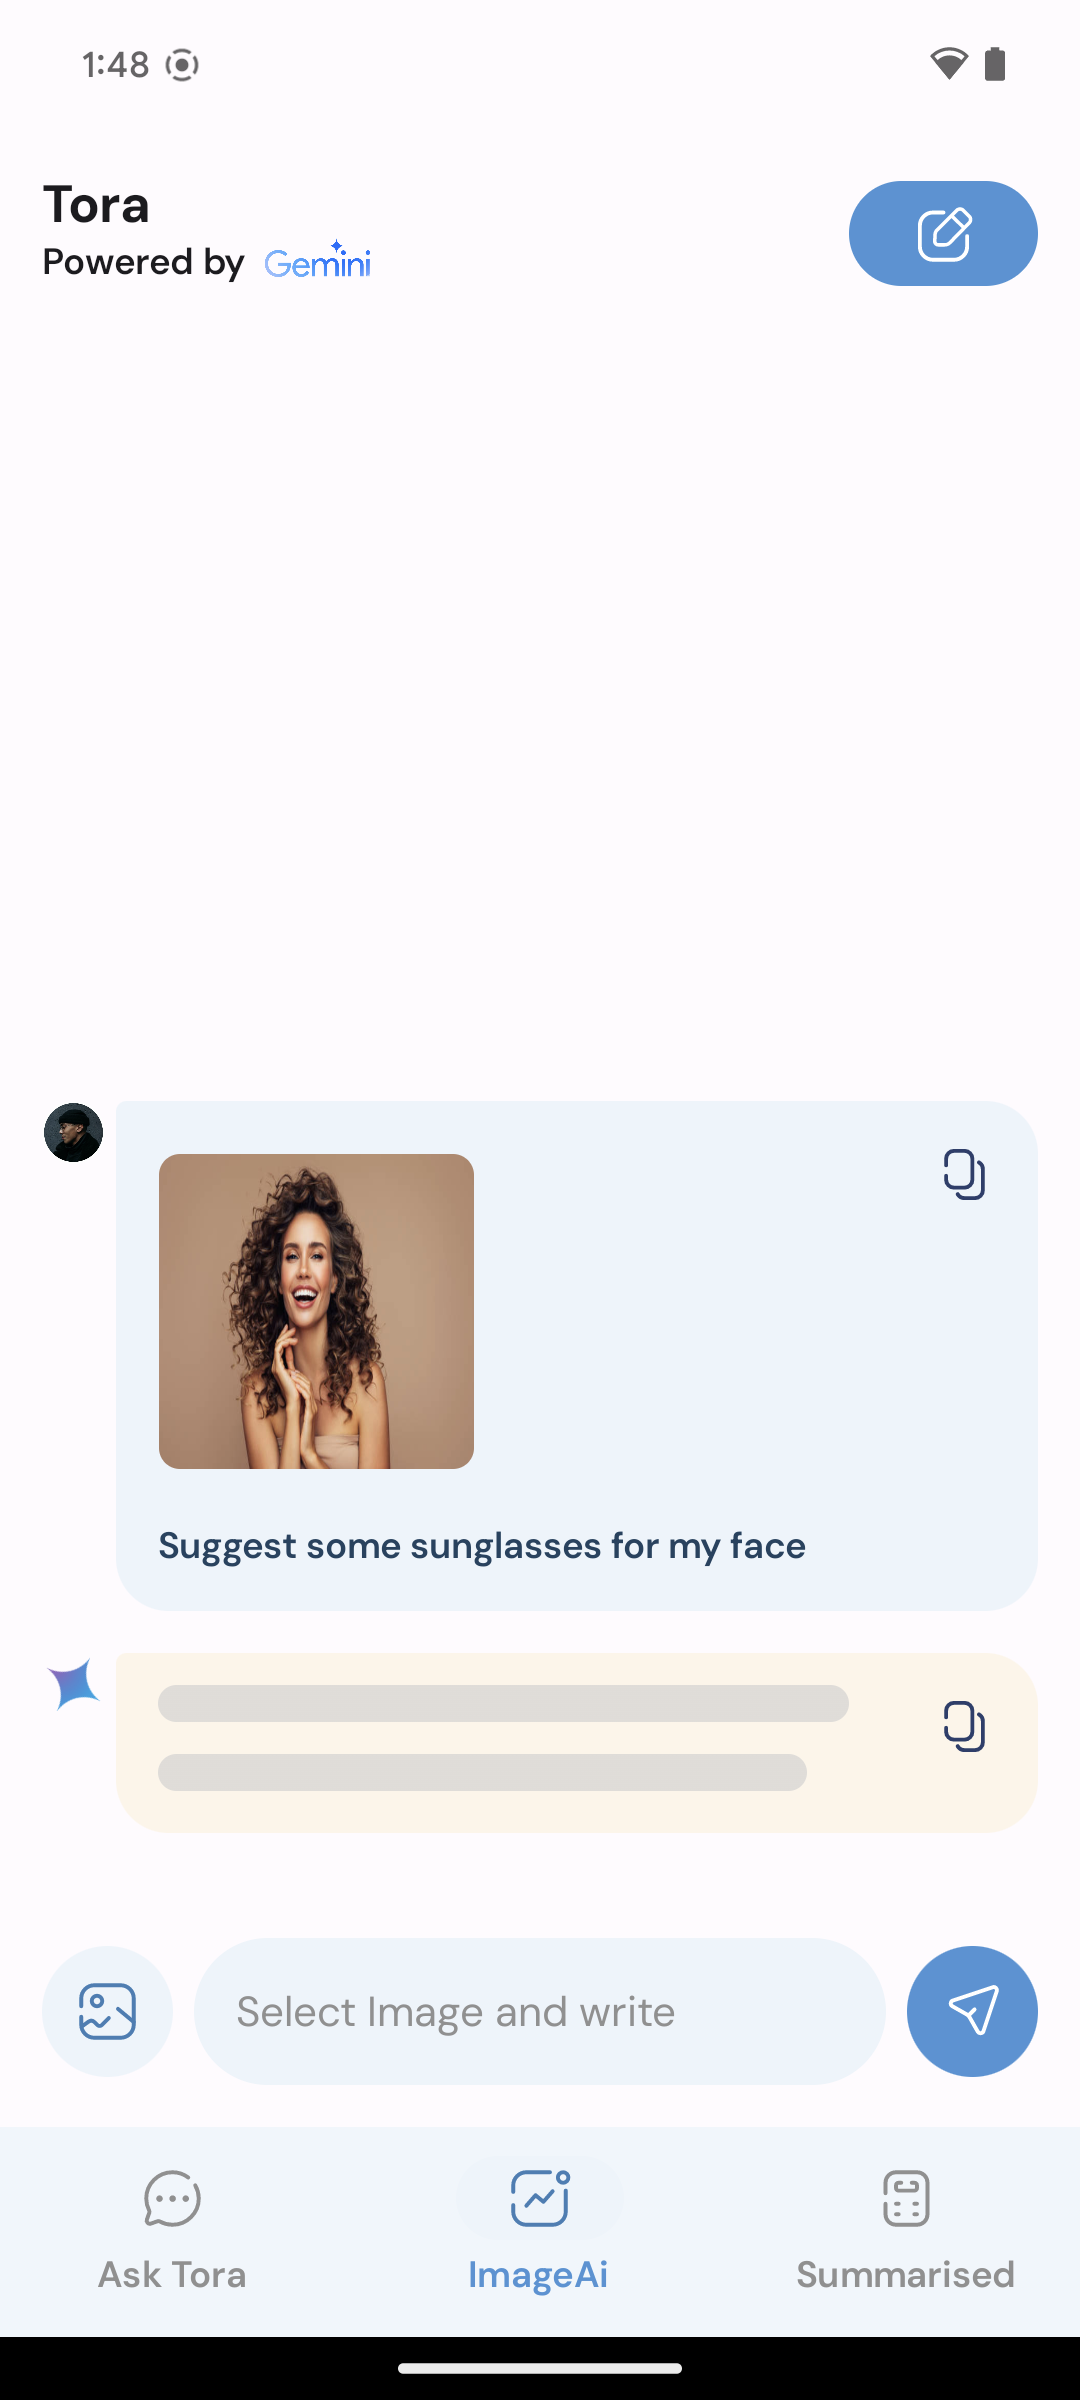 1:48
Tora
Powered by Gemini
Suggest some sunglasses for my face
Select Image and write
Ask Tora
ImageAi
Summarised